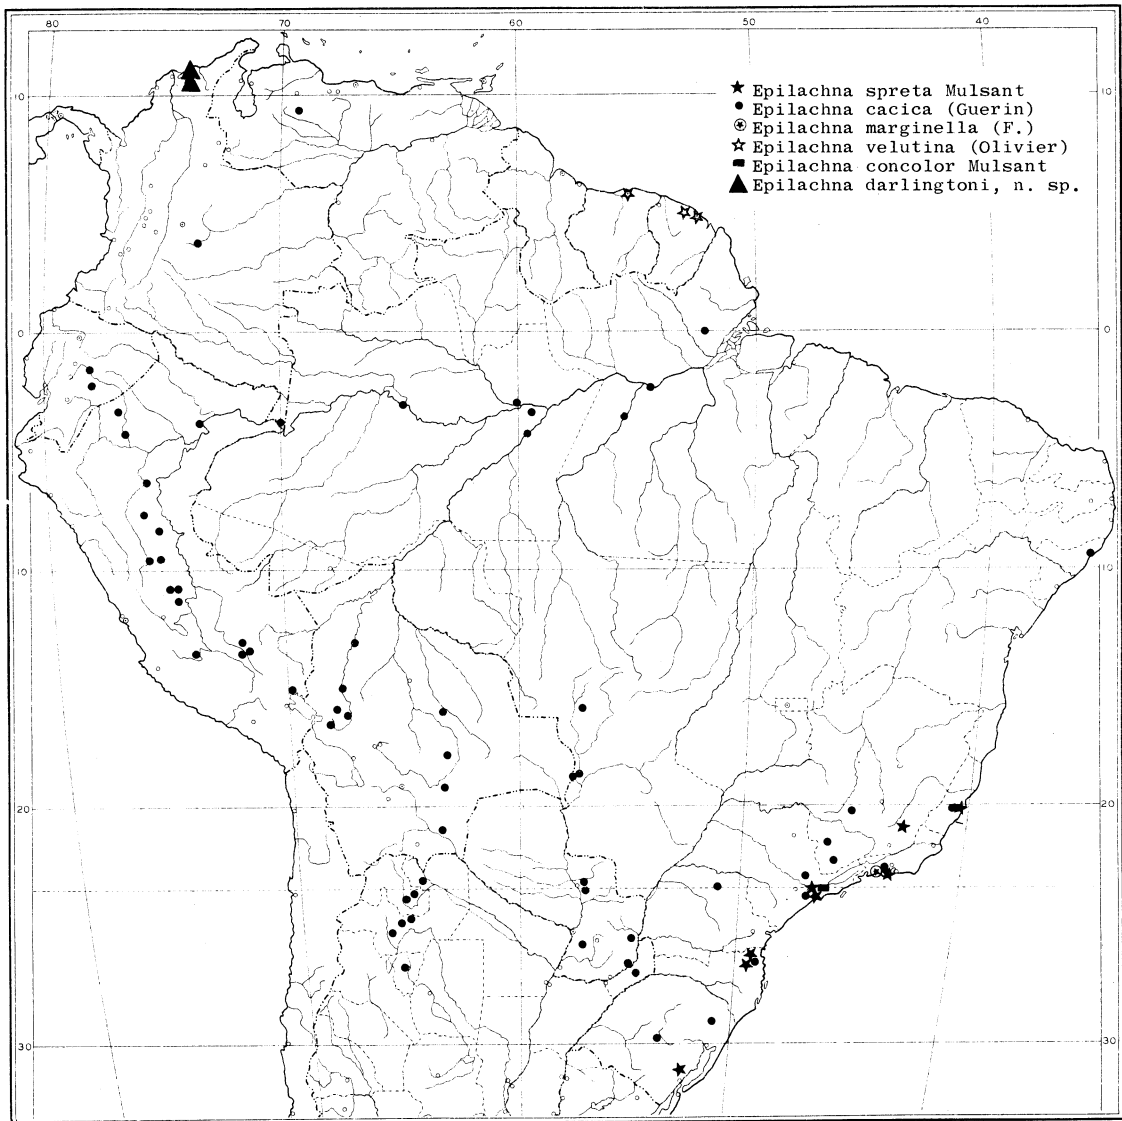 80 70 60 50 40
10 10
★ Epilachna spreta Mulsant
● Epilachna cacica (Guerin)
Epilachna marginella (F.)
☆ Epilachna velutina (Olivier)
■ Epilachna concolor Mulsant
▲ Epilachna darlingtoni, n. sp.
0 0
10 10
20 20
30 30